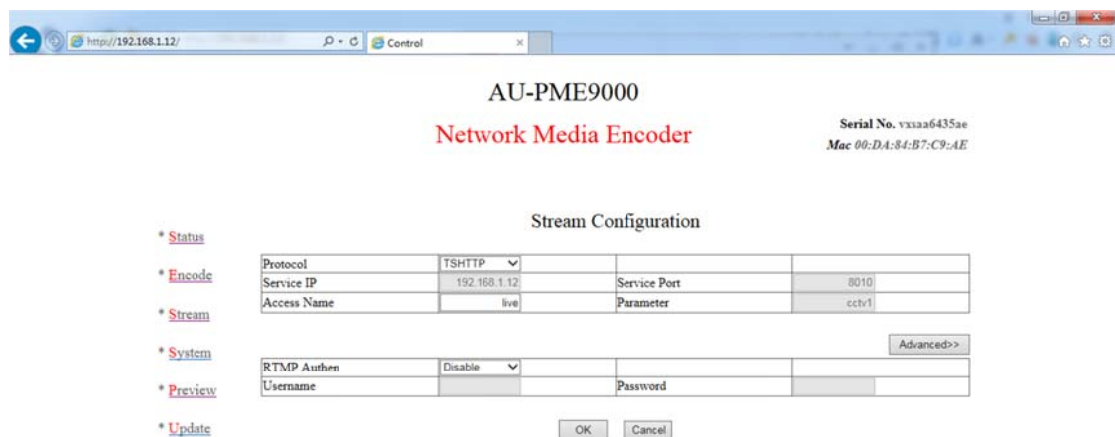 http://192.168.1.12/
Control
AU-PME9000
Network Media Encoder
Serial No. vxsaa6435ae
Mac 00:DA:84:B7:C9:AE
Stream Configuration
* Status
* Encode
* Stream
* System
* Preview
* Update
Protocol TSHTTP
Service IP 192.168.1.12 Service Port 8010
Access Name live Parameter cctv1
Advanced>>
RTMP Authen Disable
Username Password
OK Cancel